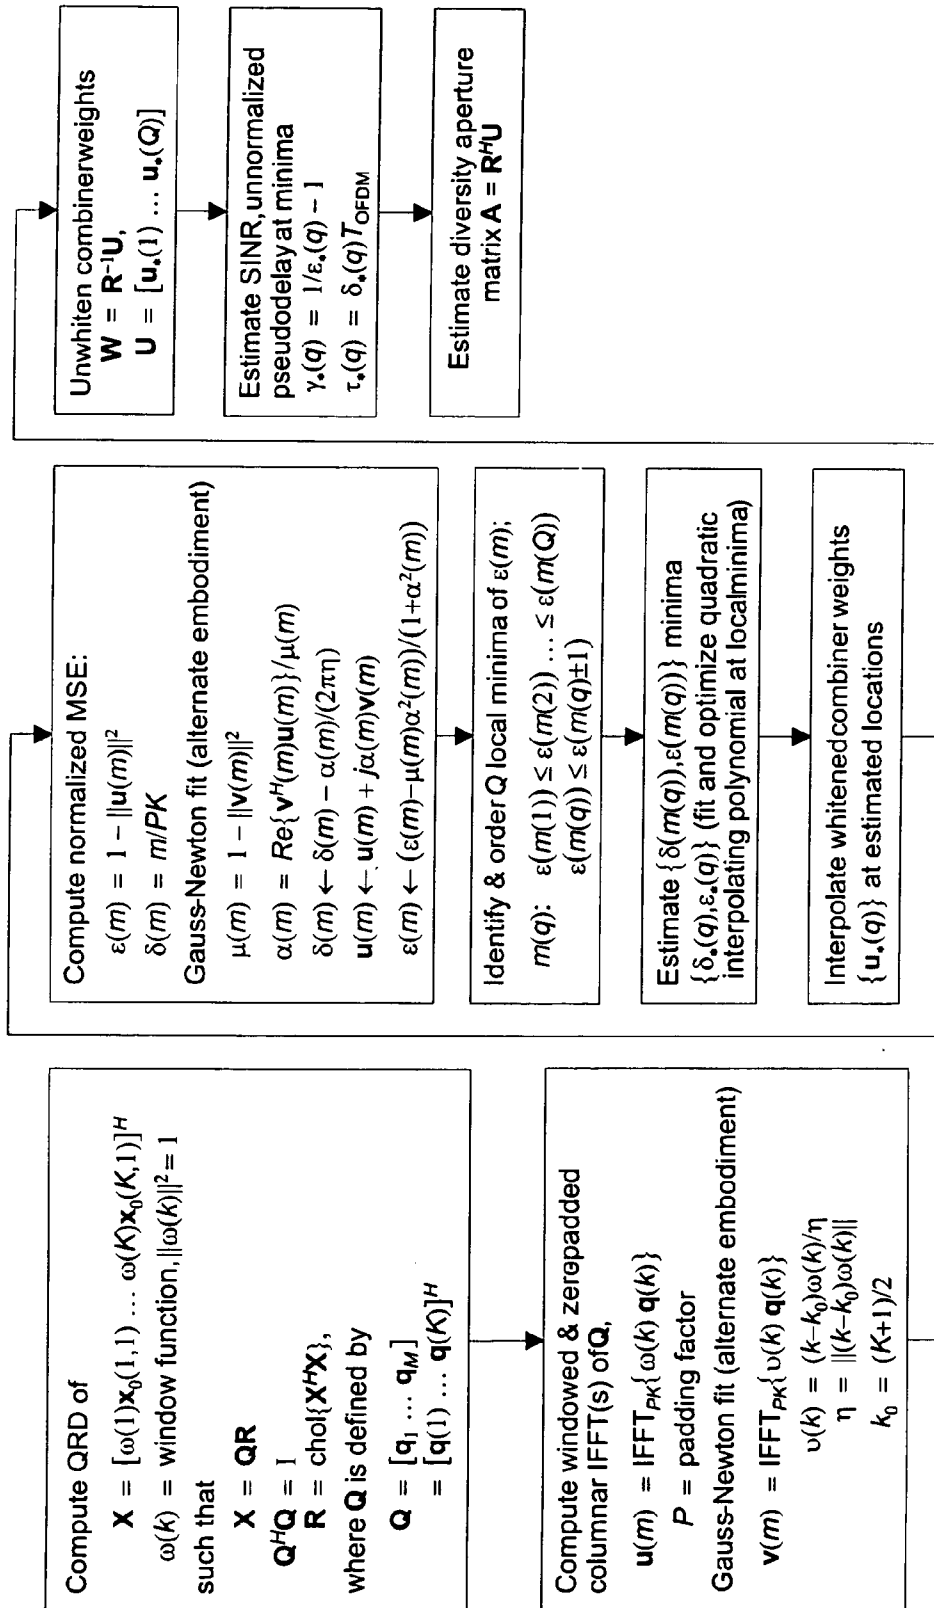 Compute QRD of
X = [ω(1)x₀(1,1) … ω(K)x₀(K,1)]ᴴ
ω(k) = window function, ||ω(k)||² = 1
such that
X = QR
QᴴQ = I
R = chol{XᴴX},
where Q is defined by
Q = [q₁ … q_M]
= [q(1) … q(K)]ᴴ
Compute windowed & zeropadded
columnar IFFT(s) of Q,
u(m) = IFFT_PK{ω(k) q(k)}
P = padding factor
Gauss-Newton fit (alternate embodiment)
v(m) = IFFT_PK{υ(k) q(k)}
υ(k) = (k–k₀)ω(k)/η
η = ||(k–k₀)ω(k)||
k₀ = (K+1)/2
Compute normalized MSE:
ε(m) = 1 – ||u(m)||²
δ(m) = m/PK
Gauss-Newton fit (alternate embodiment)
μ(m) = 1 – ||v(m)||²
α(m) = Re{vᴴ(m)u(m)}/μ(m)
δ(m) ← δ(m) – α(m)/(2πη)
u(m) ← u(m) + jα(m)v(m)
ε(m) ← (ε(m)–μ(m)α²(m))/(1+α²(m))
Identify & order Q local minima of ε(m);
m(q): ε(m(1)) ≤ ε(m(2)) … ≤ ε(m(Q))
ε(m(q)) ≤ ε(m(q)±1)
Estimate {δ(m(q)),ε(m(q))} minima
{δ•(q),ε•(q)} (fit and optimize quadratic
interpolating polynomial at localminima)
Interpolate whitenedcombiner weights
{u•(q)} at estimated locations
Unwhiten combinerweights
W = R⁻¹U,
U = [u•(1) … u•(Q)]
Estimate SINR, unnormalized
pseudodelay at minima
γ•(q) = 1/ε•(q) – 1
τ•(q) = δ•(q)T_OFDM
Estimate diversity aperture
matrix A = RᴴU